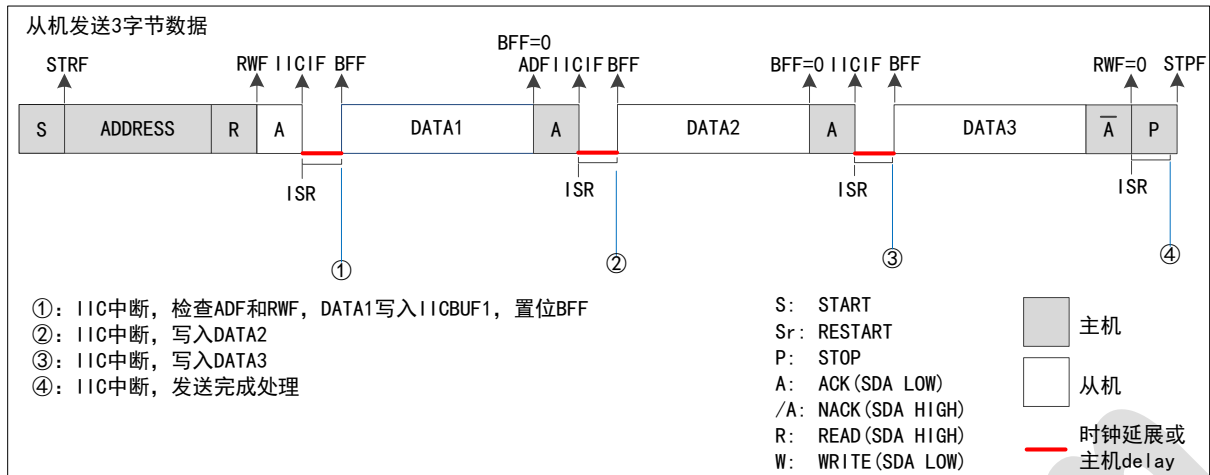 从机发送3字节数据
BFF=0
STRF RWF IICIF BFF ADF IICIF BFF BFF=0 IICIF BFF RWF=0 STPF
S ADDRESS R A DATA1 A DATA2 A DATA3 A̅ P
ISR ISR ISR ISR
① ② ③ ④
①：IIC中断，检查ADF和RWF，DATA1写入IICBUF1，置位BFF
②：IIC中断，写入DATA2
③：IIC中断，写入DATA3
④：IIC中断，发送完成处理
S: START
Sr: RESTART
P: STOP
A: ACK(SDA LOW)
/A: NACK(SDA HIGH)
R: READ(SDA HIGH)
W: WRITE(SDA LOW)
主机
从机
时钟延展或
主机delay